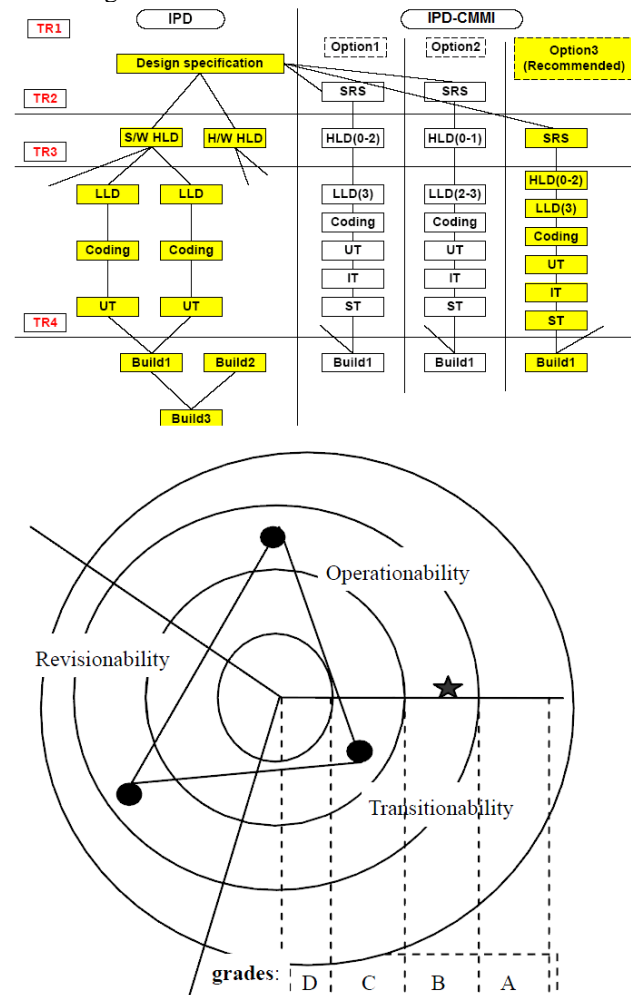 IPD IPD-CMMI
TR1
Option1 Option2 Option3
(Recommended)
Design specification
TR2 SRS SRS
S/W HLD H/W HLD HLD(0-2) HLD(0-1) SRS
TR3
HLD(0-2)
LLD LLD LLD(3) LLD(2-3)
LLD(3)
Coding Coding
Coding
Coding Coding UT UT
UT
IT IT
IT
UT UT ST ST
ST
TR4
Build1 Build2 Build1 Build1 Build1
Build3
Operationability
Revisionability
Transitionability
grades: D C B A